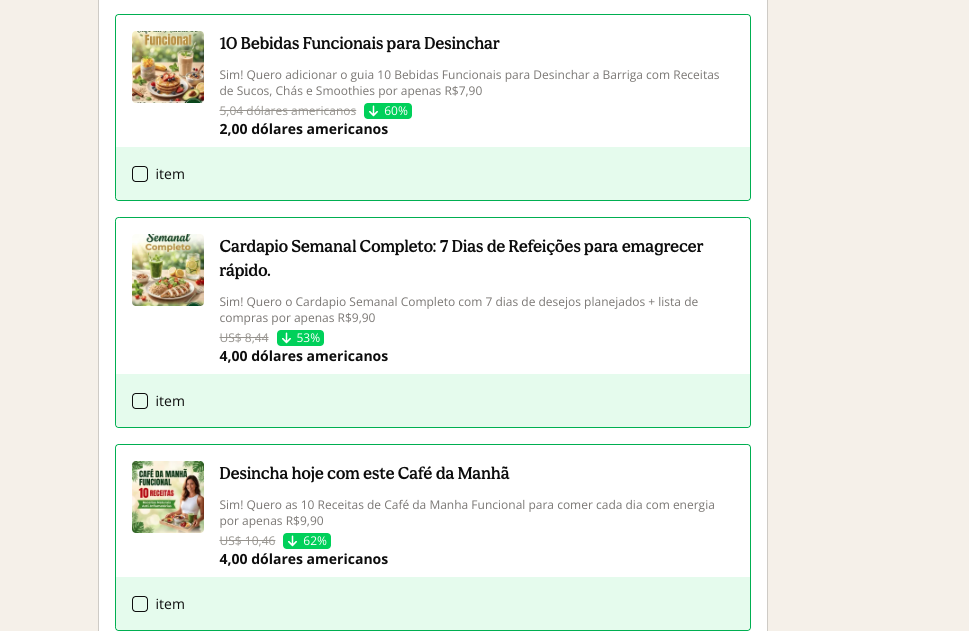 Funcional
10 Bebidas Funcionais para Desinchar
Sim! Quero adicionar o guia 10 Bebidas Funcionais para Desinchar a Barriga com Receitas
de Sucos, Chás e Smoothies por apenas R$7,90
5,04 dólares americanos ↓ 60%
2,00 dólares americanos
item
Semanal
Completo
Cardapio Semanal Completo: 7 Dias de Refeições para emagrecer
rápido.
Sim! Quero o Cardapio Semanal Completo com 7 dias de desejos planejados + lista de
compras por apenas R$9,90
US$ 8,44 ↓ 53%
4,00 dólares americanos
item
CAFÉ DA MANHÃ
FUNCIONAL
10 RECEITAS
Desincha hoje com este Café da Manhã
Sim! Quero as 10 Receitas de Café da Manha Funcional para comer cada dia com energia
por apenas R$9,90
US$ 10,46 ↓ 62%
4,00 dólares americanos
item